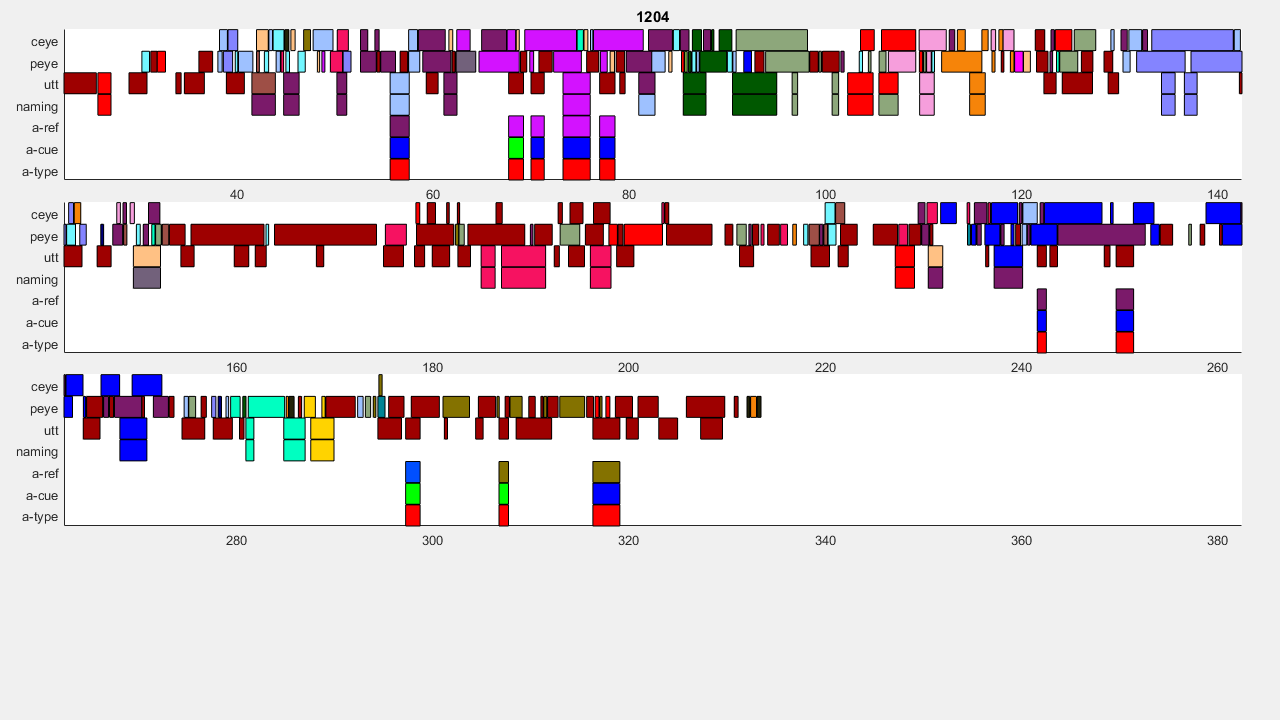 1204
ceye
peye
utt
naming
a-ref
a-cue
a-type
40 60 80 100 120 140
ceye
peye
utt
naming
a-ref
a-cue
a-type
160 180 200 220 240 260
ceye
peye
utt
naming
a-ref
a-cue
a-type
280 300 320 340 360 380